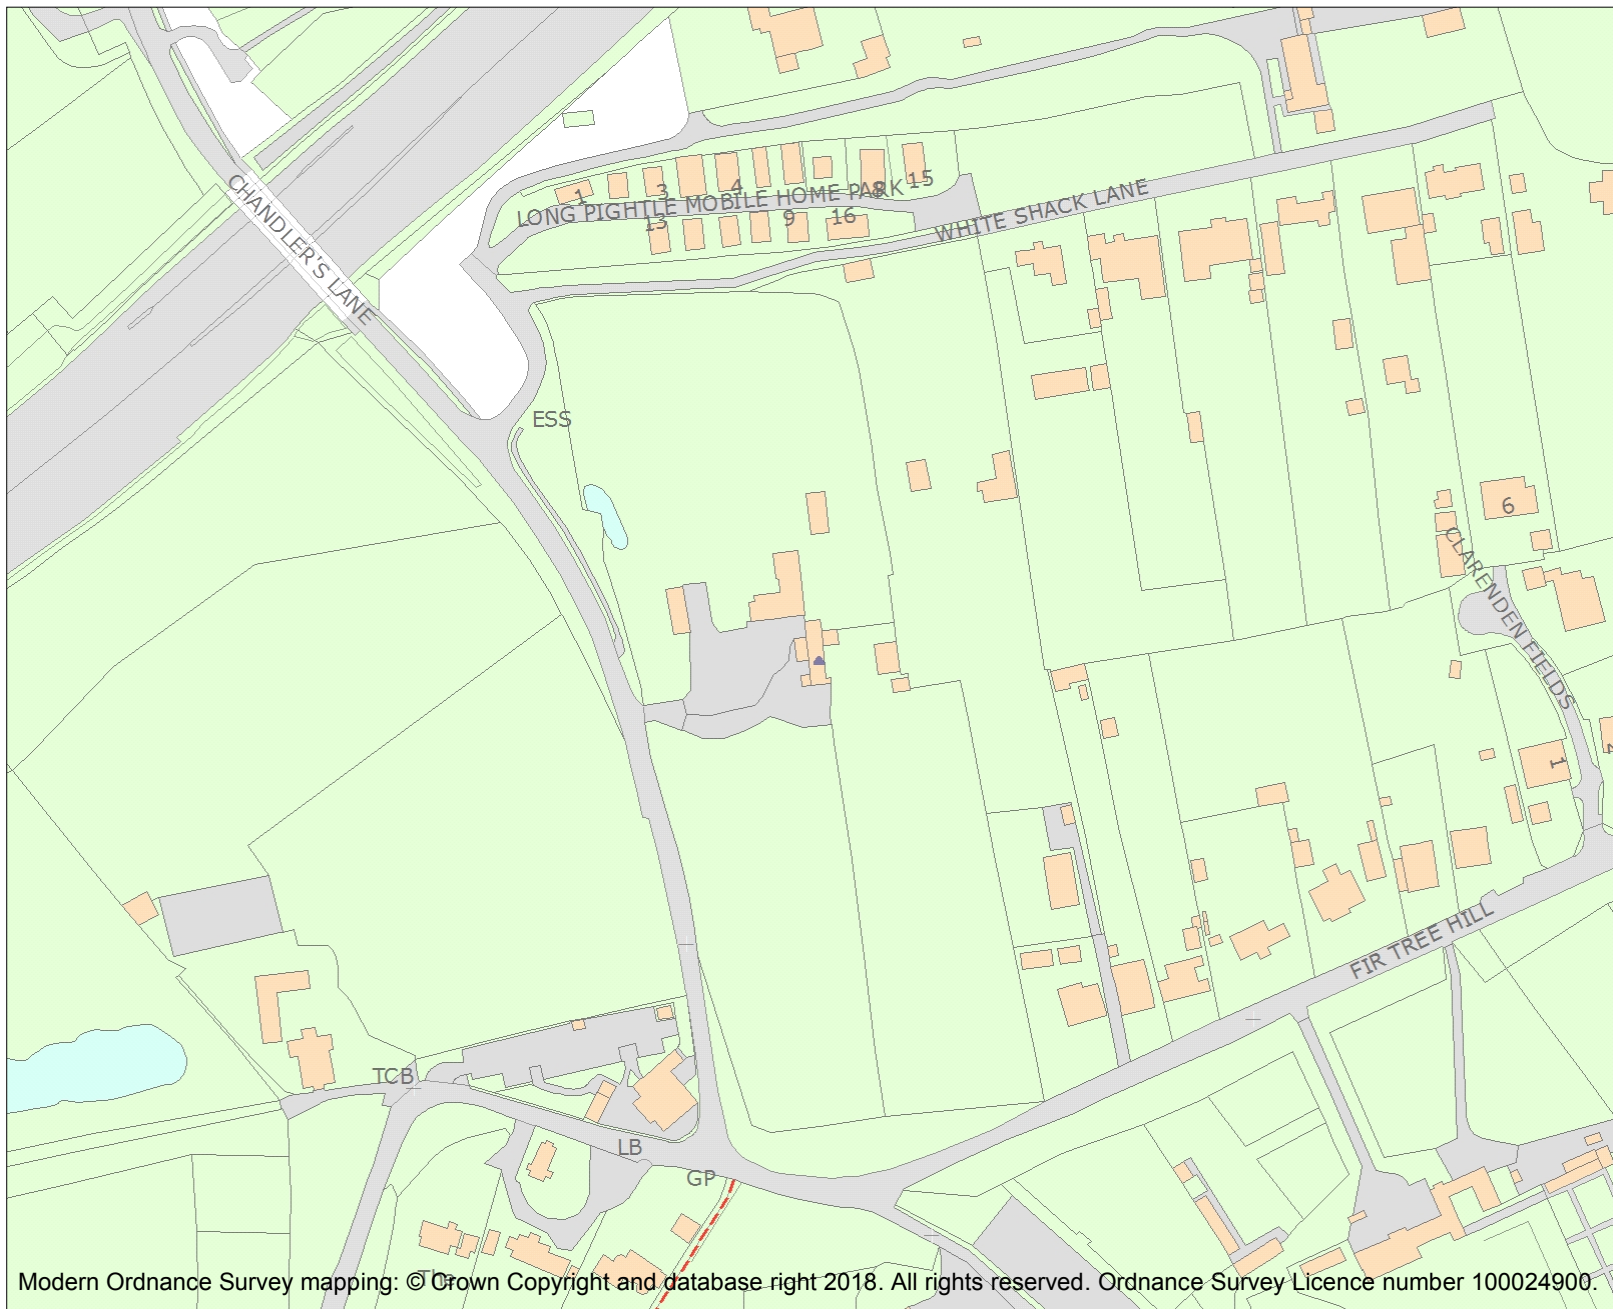 CHANDLER'S LANE
1
3
4
8
15
LONG PIGHTLE MOBILE HOME PARK
13
9
16
WHITE SHACK LANE
ESS
6
CLARENDEN FIELDS
1
FIR TREE HILL
TCB
LB
GP
The
Modern Ordnance Survey mapping: © Crown Copyright and database right 2018. All rights reserved. Ordnance Survey Licence number 100024900.